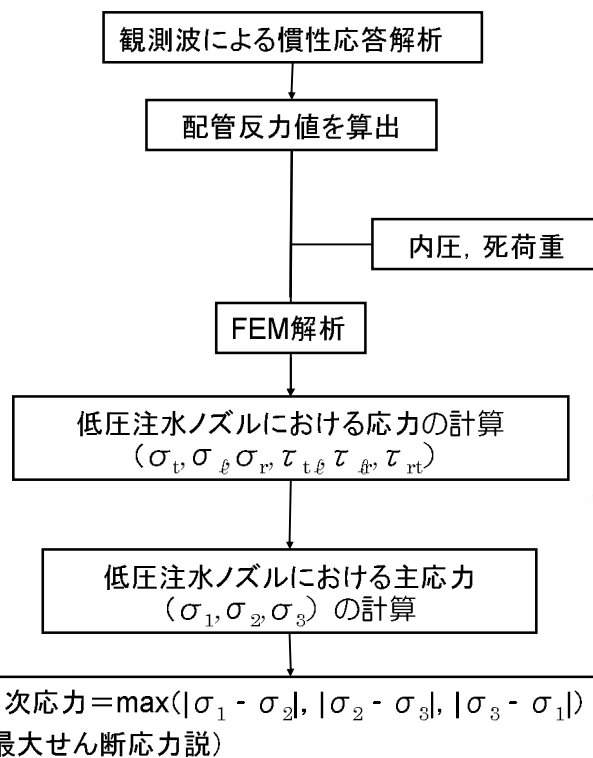 観測波による慣性応答解析
配管反力値を算出
内圧，死荷重
FEM解析
低圧注水ノズルにおける応力の計算
（σt,σℓ,σr,τtℓ,τℓr,τrt）
低圧注水ノズルにおける主応力
（σ1,σ2,σ3）の計算
次応力＝max(|σ1 - σ2|, |σ2 - σ3|, |σ3 - σ1|)
最大せん断応力説)